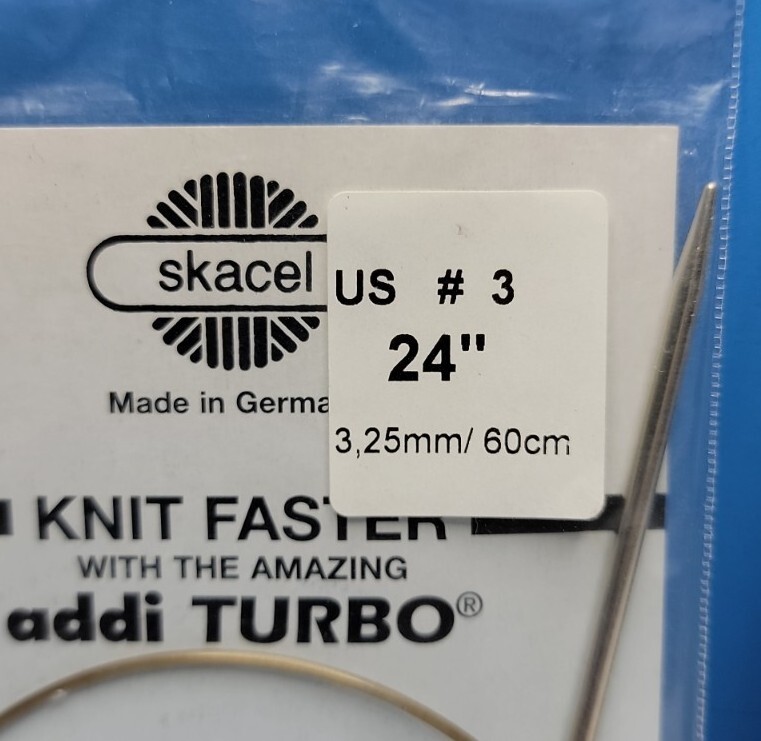 skacel
US # 3
24"
Made in Germa
3,25mm/ 60cm
KNIT FASTER
WITH THE AMAZING
addi TURBO®